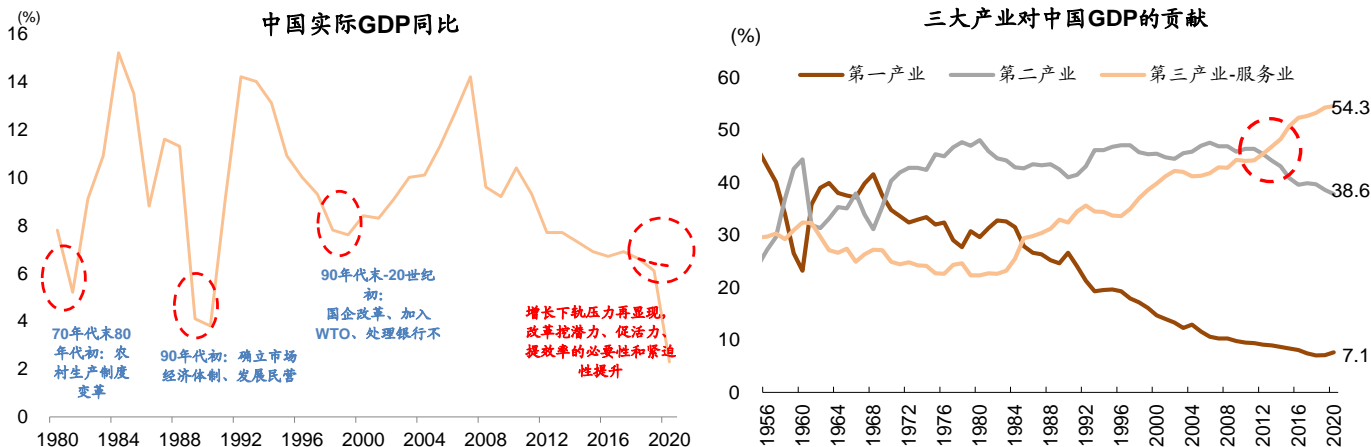 中国实际GDP同比
(%)
16
14
12
10
8
6
4
2
0
1980
1984
1988
1992
1996
2000
2004
2008
2012
2016
2020
70年代末80
年代初：农
村生产制度
变革
90年代初：确立市场
经济体制、发展民营
90年代末-20世纪
初：
国企改革、加入
WTO、处理银行不
增长下轨压力再显现，
改革挖潜力、促活力、
提效率的必要性和紧迫
性提升
三大产业对中国GDP的贡献
(%)
第一产业
第二产业
第三产业-服务业
60
50
40
30
20
10
0
54.3
38.6
7.1
1956
1960
1964
1968
1972
1976
1980
1984
1988
1992
1996
2000
2004
2008
2012
2016
2020